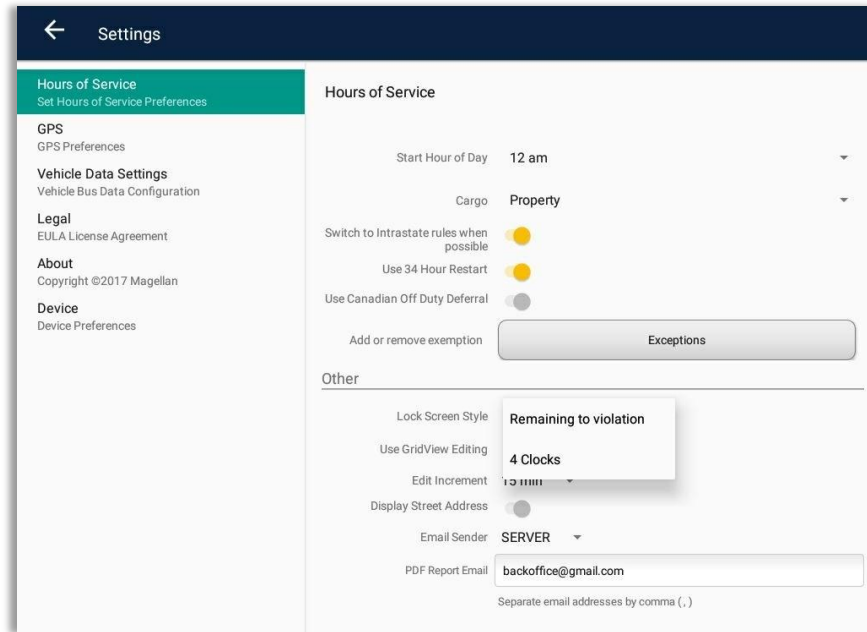 Settings
Hours of Service
Set Hours of Service Preferences
GPS
GPS Preferences
Vehicle Data Settings
Vehicle Bus Data Configuration
Legal
EULA License Agreement
About
Copyright ©2017 Magellan
Device
Device Preferences
Hours of Service
Start Hour of Day 12 am
Cargo Property
Switch to Intrastate rules when
possible
Use 34 Hour Restart
Use Canadian Off Duty Deferral
Add or remove exemption Exceptions
Other
Lock Screen Style Remaining to violation
Use GridView Editing
4 Clocks
Edit Increment 15 min
Display Street Address
Email Sender SERVER
PDF Report Email backoffice@gmail.com
Separate email addresses by comma ( , )